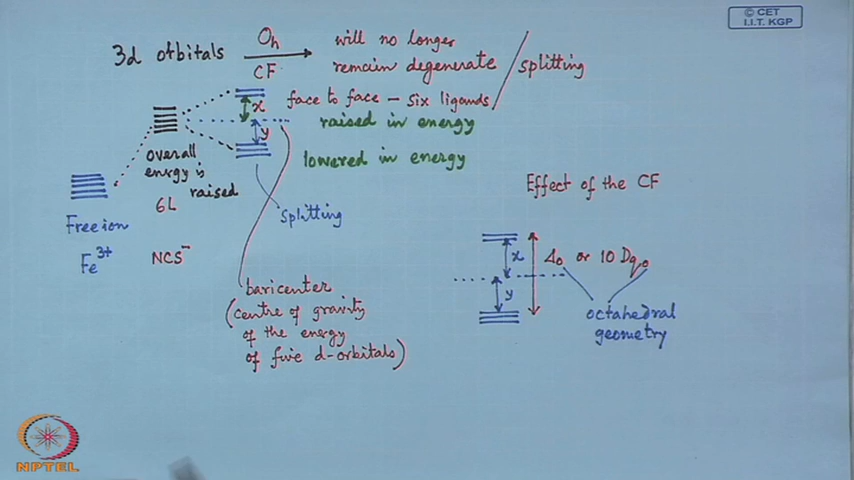 © CET
I.I.T. KGP
3d orbitals
Oh
CF
will no longer
remain degenerate
splitting
face to face - six ligands
x
raised in energy
y
lowered in energy
overall
energy is
raised
6L
Free ion
Fe3+
NCS-
splitting
baricenter
(centre of gravity
of the energy
of five d-orbitals)
Effect of the CF
x
y
Δo or 10 Dqo
octahedral
geometry
NPTEL